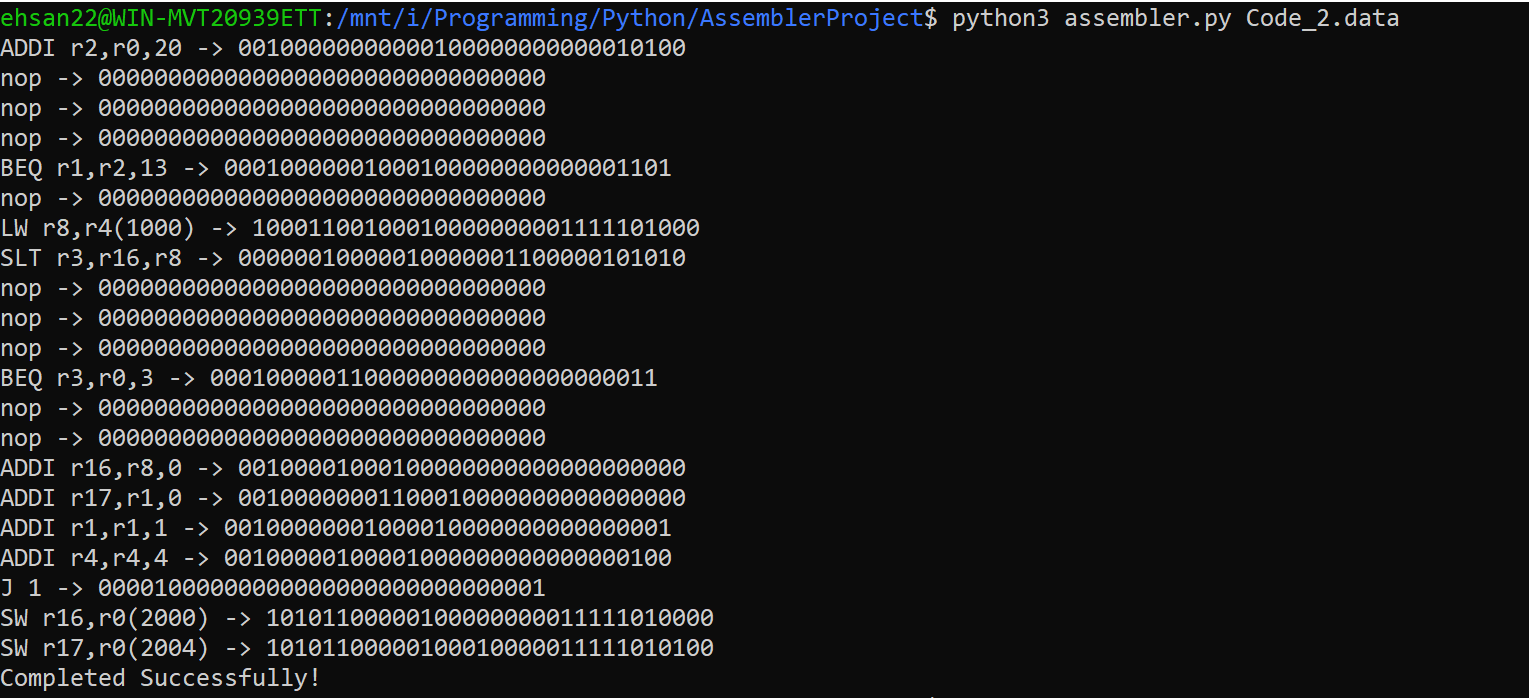 ehsan22@WIN-MVT20939ETT:/mnt/i/Programming/Python/AssemblerProject$ python3 assembler.py Code_2.data
ADDI r2,r0,20 -> 00100000000000100000000000010100
nop -> 00000000000000000000000000000000
nop -> 00000000000000000000000000000000
nop -> 00000000000000000000000000000000
BEQ r1,r2,13 -> 00010000001000100000000000001101
nop -> 00000000000000000000000000000000
LW r8,r4(1000) -> 10001100100010000000001111101000
SLT r3,r16,r8 -> 00000010000010000001100000101010
nop -> 00000000000000000000000000000000
nop -> 00000000000000000000000000000000
nop -> 00000000000000000000000000000000
BEQ r3,r0,3 -> 00010000011000000000000000000011
nop -> 00000000000000000000000000000000
nop -> 00000000000000000000000000000000
ADDI r16,r8,0 -> 00100001000100000000000000000000
ADDI r17,r1,0 -> 00100000001100010000000000000000
ADDI r1,r1,1 -> 00100000001000010000000000000001
ADDI r4,r4,4 -> 00100000100001000000000000000100
J 1 -> 00001000000000000000000000000001
SW r16,r0(2000) -> 10101100000100000000011111010000
SW r17,r0(2004) -> 10101100000100010000011111010100
Completed Successfully!